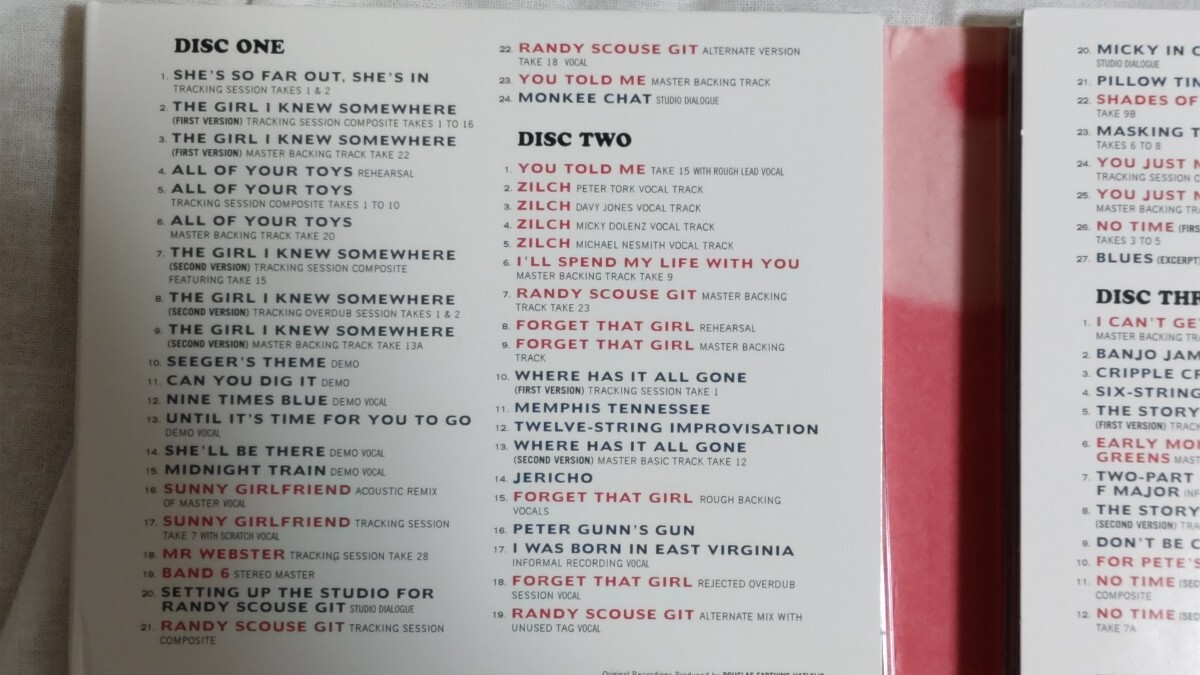 DISC ONE
1. SHE'S SO FAR OUT, SHE'S IN
TRACKING SESSION TAKES 1 & 2
2. THE GIRL I KNEW SOMEWHERE
(FIRST VERSION) TRACKING SESSION COMPOSITE TAKES 1 TO 16
3. THE GIRL I KNEW SOMEWHERE
(FIRST VERSION) MASTER BACKING TRACK TAKE 22
4. ALL OF YOUR TOYS REHEARSAL
5. ALL OF YOUR TOYS
TRACKING SESSION COMPOSITE TAKES 1 TO 10
6. ALL OF YOUR TOYS
MASTER BACKING TRACK TAKE 20
7. THE GIRL I KNEW SOMEWHERE
(SECOND VERSION) TRACKING SESSION COMPOSITE
FEATURING TAKE 15
8. THE GIRL I KNEW SOMEWHERE
(SECOND VERSION) TRACKING OVERDUB SESSION TAKES 1 & 2
9. THE GIRL I KNEW SOMEWHERE
(SECOND VERSION) MASTER BACKING TRACK TAKE 13A
10. SEEGER'S THEME DEMO
11. CAN YOU DIG IT DEMO
12. NINE TIMES BLUE DEMO VOCAL
13. UNTIL IT'S TIME FOR YOU TO GO
DEMO VOCAL
14. SHE'LL BE THERE DEMO VOCAL
15. MIDNIGHT TRAIN DEMO VOCAL
16. SUNNY GIRLFRIEND ACOUSTIC REMIX
OF MASTER VOCAL
17. SUNNY GIRLFRIEND TRACKING SESSION
TAKE 7 WITH SCRATCH VOCAL
18. MR WEBSTER TRACKING SESSION TAKE 28
19. BAND 6 STEREO MASTER
20. SETTING UP THE STUDIO FOR
RANDY SCOUSE GIT STUDIO DIALOGUE
21. RANDY SCOUSE GIT TRACKING SESSION
COMPOSITE
22. RANDY SCOUSE GIT ALTERNATE VERSION
TAKE 18 VOCAL
23. YOU TOLD ME MASTER BACKING TRACK
24. MONKEE CHAT STUDIO DIALOGUE
DISC TWO
1. YOU TOLD ME TAKE 15 WITH ROUGH LEAD VOCAL
2. ZILCH PETER TORK VOCAL TRACK
3. ZILCH DAVY JONES VOCAL TRACK
4. ZILCH MICKY DOLENZ VOCAL TRACK
5. ZILCH MICHAEL NESMITH VOCAL TRACK
6. I'LL SPEND MY LIFE WITH YOU
MASTER BACKING TRACK TAKE 9
7. RANDY SCOUSE GIT MASTER BACKING
TRACK TAKE 23
8. FORGET THAT GIRL REHEARSAL
9. FORGET THAT GIRL MASTER BACKING
TRACK
10. WHERE HAS IT ALL GONE
(FIRST VERSION) TRACKING SESSION TAKE 1
11. MEMPHIS TENNESSEE
12. TWELVE-STRING IMPROVISATION
13. WHERE HAS IT ALL GONE
(SECOND VERSION) MASTER BASIC TRACK TAKE 12
14. JERICHO
15. FORGET THAT GIRL ROUGH BACKING
VOCALS
16. PETER GUNN'S GUN
17. I WAS BORN IN EAST VIRGINIA
INFORMAL RECORDING VOCAL
18. FORGET THAT GIRL REJECTED OVERDUB
SESSION VOCAL
19. RANDY SCOUSE GIT ALTERNATE MIX WITH
UNUSED TAG VOCAL
20. MICKY IN
STUDIO DIALOGUE
21. PILLOW
22. SHADES OF
TAKE 9B
23. MASKING
TAKES 6 TO 8
24. YOU JUST
TRACKING SESSION
25. YOU JUST
MASTER BACKING
26. NO TIME
TAKES 3 TO 5
27. BLUES (EXCERPT)
DISC
1. I CAN'T
MASTER BACKING
2. BANJO
3. CRIPPLE
4. SIX-STRING
5. THE STORY
(FIRST VERSION)
6. EARLY
GREENS
7. TWO-PART
F MAJOR
8. THE STORY
(SECOND VERSION)
9. DON'T BE
10. FOR PETE'S
11. NO TIME
COMPOSITE
12. NO TIME
TAKE 7A